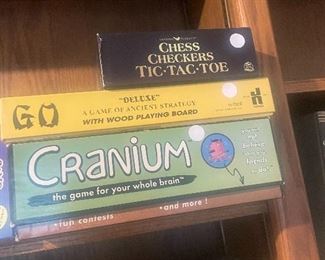 CHESS
CHECKERS
TIC·TAC·TOE
GO
"DELUXE"
A GAME OF ANCIENT STRATEGY
WITH WOOD PLAYING BOARD
CRANIUM
the game for your whole brain™
• fun contests
• and more!